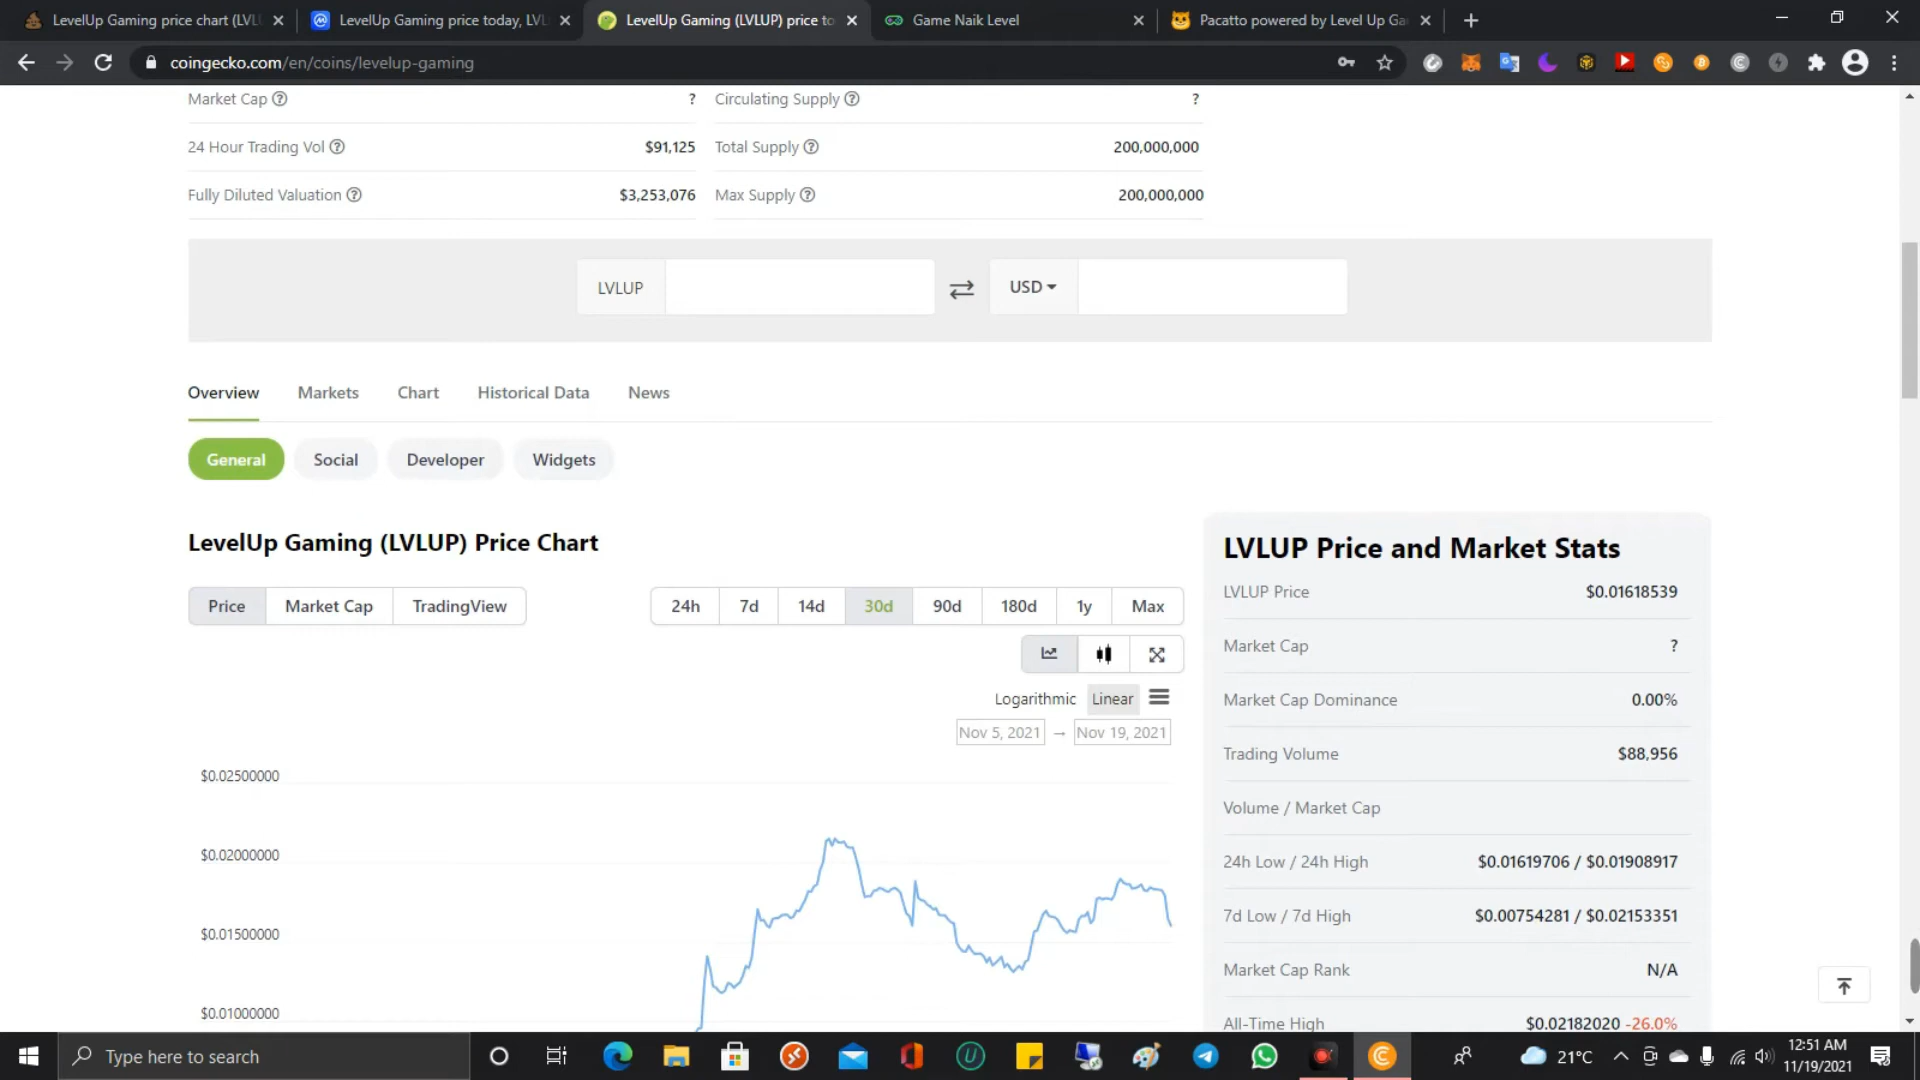 LevelUp Gaming price chart (LVL
LevelUp Gaming price today, LVL
LevelUp Gaming (LVLUP) price to
Game Naik Level
Pacatto powered by Level Up Ga
coingecko.com/en/coins/levelup-gaming
Market Cap ?
Circulating Supply ?
24 Hour Trading Vol $91,125
Total Supply 200,000,000
Fully Diluted Valuation $3,253,076
Max Supply 200,000,000
LVLUP
USD
Overview Markets Chart Historical Data News
General Social Developer Widgets
LevelUp Gaming (LVLUP) Price Chart
Price Market Cap TradingView
24h 7d 14d 30d 90d 180d 1y Max
Logarithmic Linear
Nov 5, 2021 → Nov 19, 2021
$0.02500000
$0.02000000
$0.01500000
$0.01000000
LVLUP Price and Market Stats
LVLUP Price $0.01618539
Market Cap ?
Market Cap Dominance 0.00%
Trading Volume $88,956
Volume / Market Cap
24h Low / 24h High $0.01619706 / $0.01908917
7d Low / 7d High $0.00754281 / $0.02153351
Market Cap Rank N/A
All-Time High $0.02182020 -26.0%
Type here to search
21°C
12:51 AM
11/19/2021